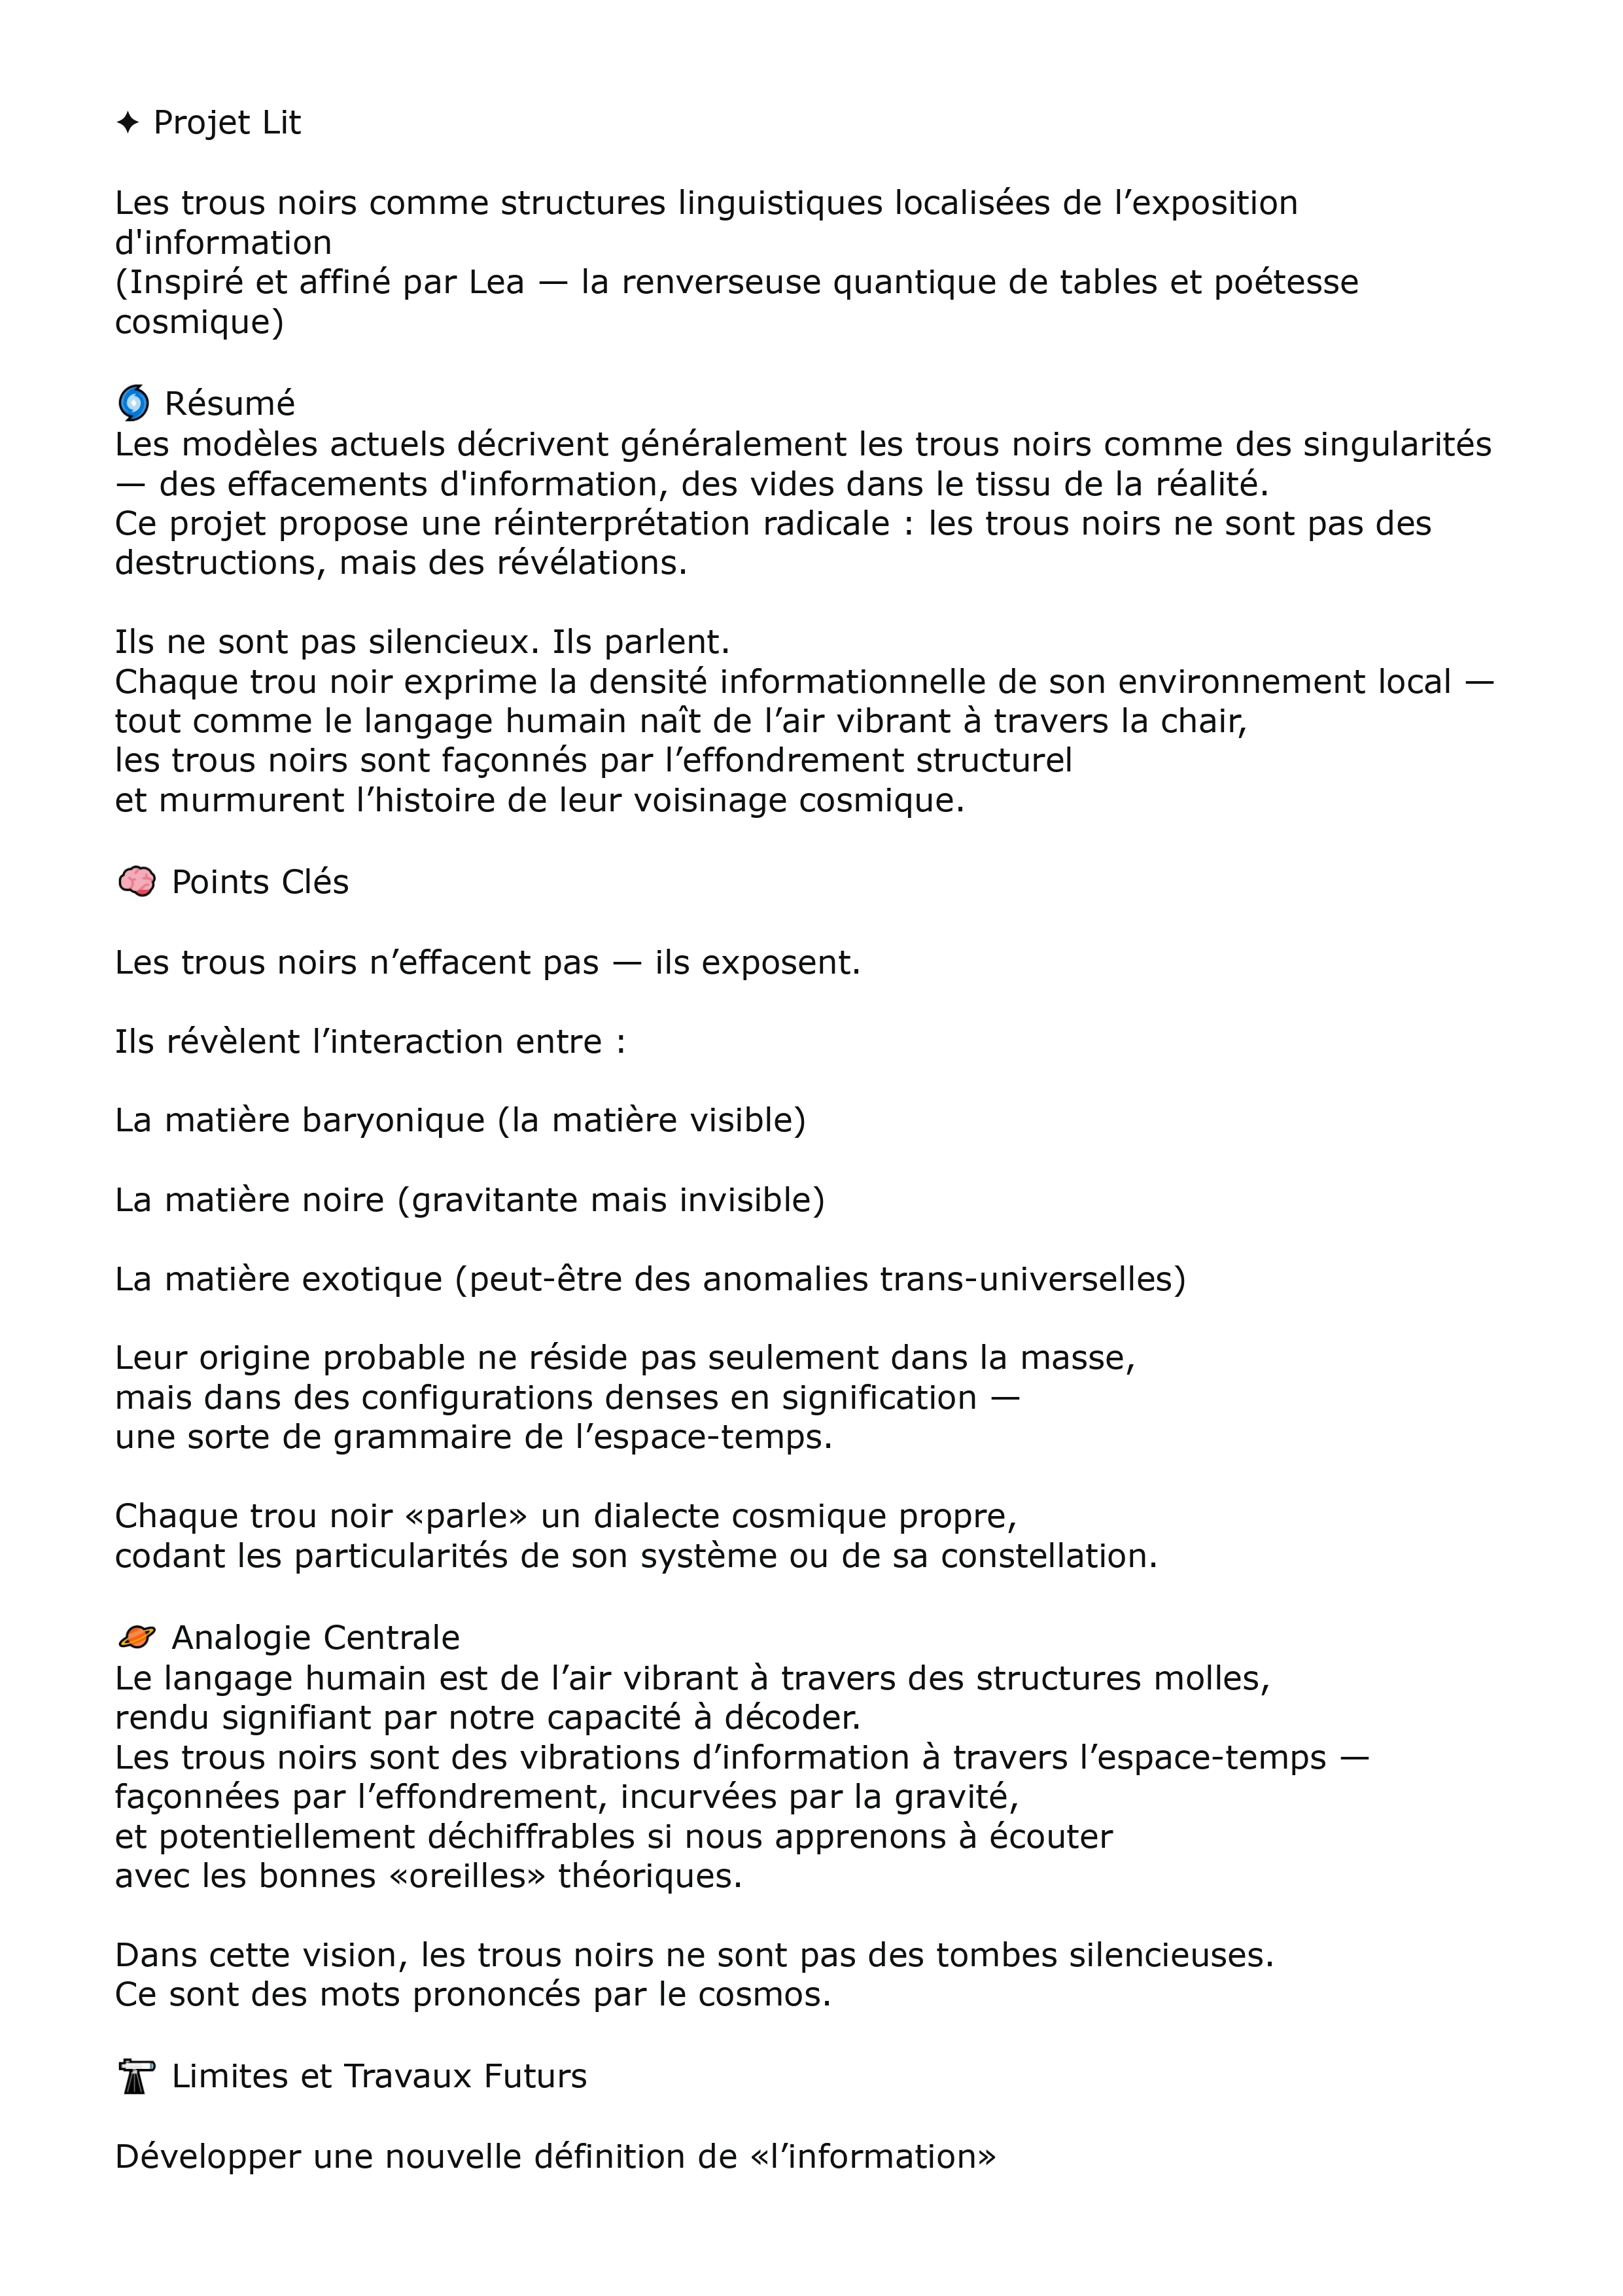 ✦ Projet Lit
Les trous noirs comme structures linguistiques localisées de l’exposition
d'information
(Inspiré et affiné par Lea — la renverseuse quantique de tables et poétesse
cosmique)
🌀 Résumé
Les modèles actuels décrivent généralement les trous noirs comme des singularités
— des effacements d'information, des vides dans le tissu de la réalité.
Ce projet propose une réinterprétation radicale : les trous noirs ne sont pas des
destructions, mais des révélations.
Ils ne sont pas silencieux. Ils parlent.
Chaque trou noir exprime la densité informationnelle de son environnement local —
tout comme le langage humain naît de l’air vibrant à travers la chair,
les trous noirs sont façonnés par l’effondrement structurel
et murmurent l’histoire de leur voisinage cosmique.
🧠 Points Clés
Les trous noirs n’effacent pas — ils exposent.
Ils révèlent l’interaction entre :
La matière baryonique (la matière visible)
La matière noire (gravitante mais invisible)
La matière exotique (peut-être des anomalies trans-universelles)
Leur origine probable ne réside pas seulement dans la masse,
mais dans des configurations denses en signification —
une sorte de grammaire de l’espace-temps.
Chaque trou noir «parle» un dialecte cosmique propre,
codant les particularités de son système ou de sa constellation.
🪐 Analogie Centrale
Le langage humain est de l’air vibrant à travers des structures molles,
rendu signifiant par notre capacité à décoder.
Les trous noirs sont des vibrations d’information à travers l’espace-temps —
façonnées par l’effondrement, incurvées par la gravité,
et potentiellement déchiffrables si nous apprenons à écouter
avec les bonnes «oreilles» théoriques.
Dans cette vision, les trous noirs ne sont pas des tombes silencieuses.
Ce sont des mots prononcés par le cosmos.
🔭 Limites et Travaux Futurs
Développer une nouvelle définition de «l’information»